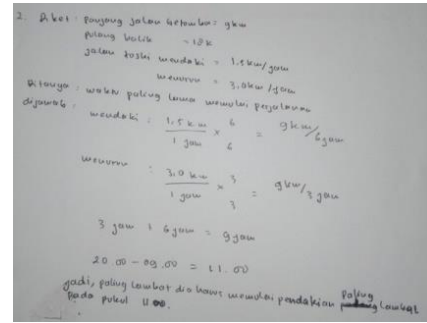 2. Diket : panjang jalan Gotemba : 9km
pulang balik = 18k
jalan Toshi mendaki = 1,5km/jam
menurun = 3,0km/jam
Ditanya : waktu paling lama memulai perjalanan
dijawab :
mendaki : 1,5 km / 1 jam × 6 / 6 = 9km/6jam
menurun : 3,0 km / 1 jam × 3 / 3 = 9km/3 jam
3 jam + 6 jam = 9 jam
20.00 - 09.00 = 11.00
jadi, paling lambat dia harus memulai pendakian paling lambat
pada pukul 11 00.